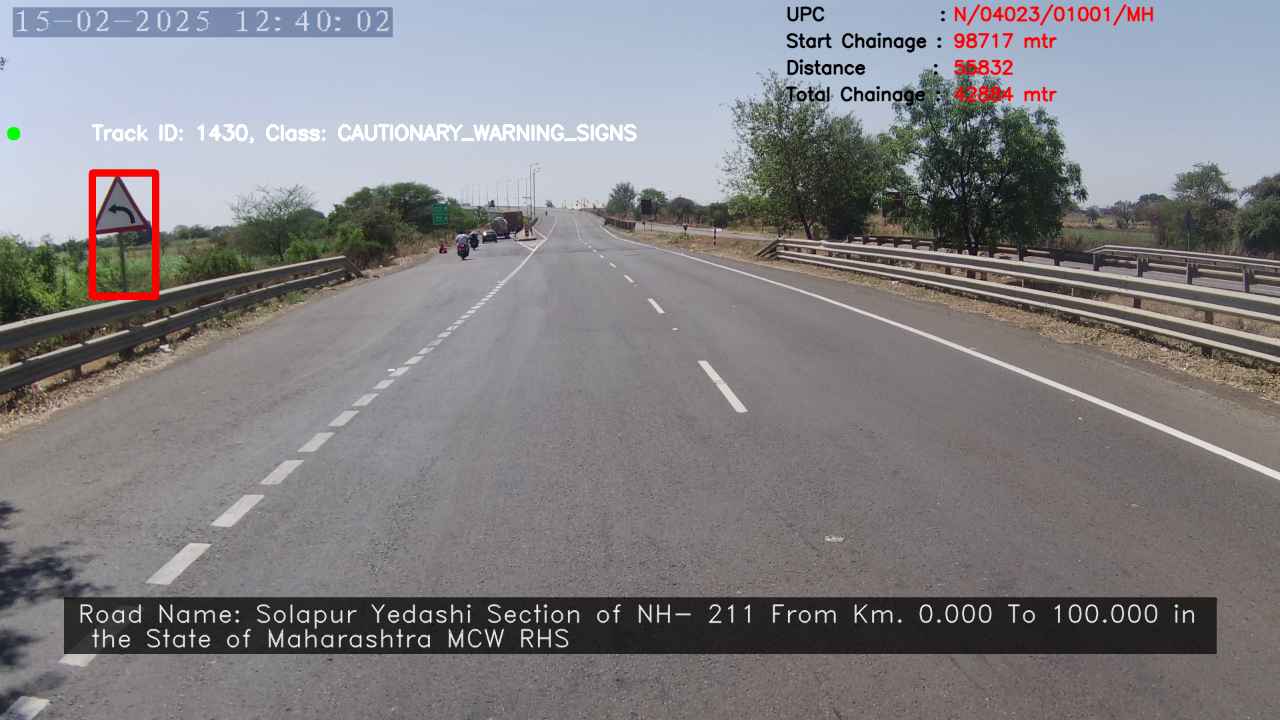 15-02-2025 12:40:02
UPC : N/04023/01001/MH
Start Chainage : 98717 mtr
Distance : 55832
Total Chainage : 42884 mtr
Track ID: 1430, Class: CAUTIONARY_WARNING_SIGNS
Road Name: Solapur Yedashi Section of NH- 211 From Km. 0.000 To 100.000 in
the State of Maharashtra MCW RHS